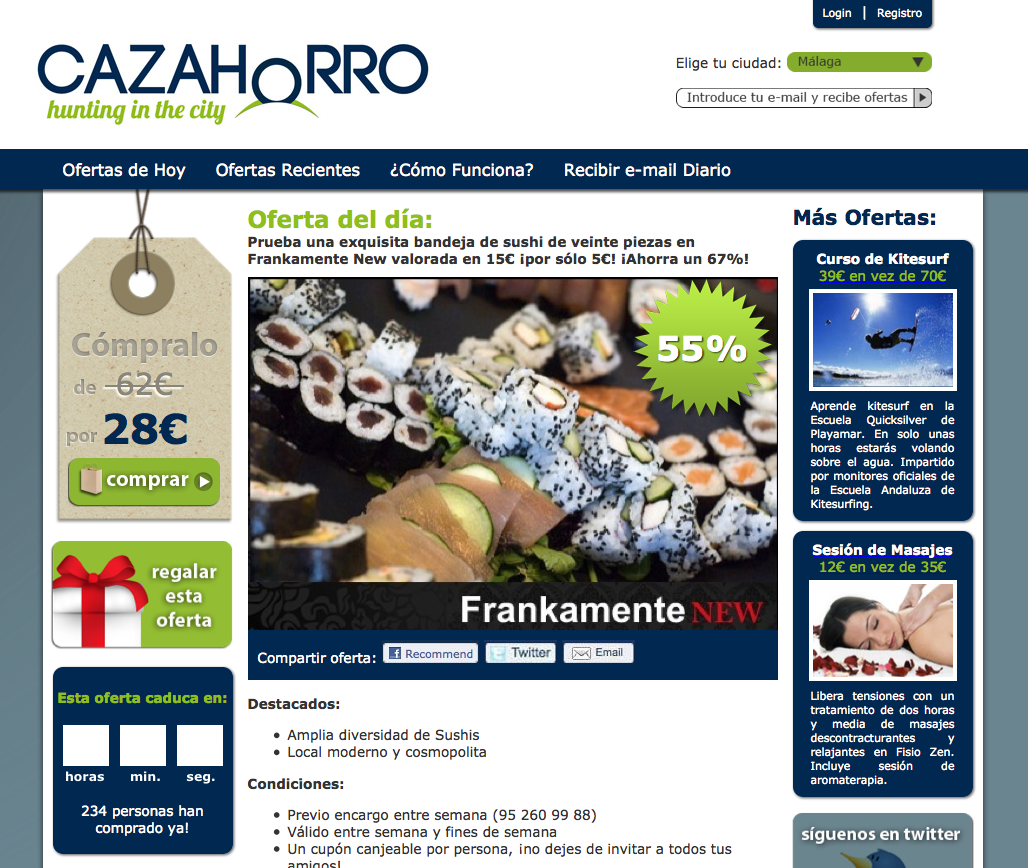 Login | Registro
CAZAHORRO
hunting in the city
Elige tu ciudad: Málaga
Introduce tu e-mail y recibe ofertas
Ofertas de Hoy
Ofertas Recientes
¿Cómo Funciona?
Recibir e-mail Diario
Cómpralo
de 62€
por 28€
comprar
regalar
esta
oferta
Esta oferta caduca en:
horas min. seg.
234 personas han
comprado ya!
Oferta del día:
Prueba una exquisita bandeja de sushi de veinte piezas en
Frankamente New valorada en 15€ ¡por sólo 5€! ¡Ahorra un 67%!
55%
Frankamente NEW
Compartir oferta: Recommend Twitter Email
Destacados:
Amplia diversidad de Sushis
Local moderno y cosmopolita
Condiciones:
Previo encargo entre semana (95 260 99 88)
Válido entre semana y fines de semana
Un cupón canjeable por persona, ¡no dejes de invitar a todos tus
amigos!
Más Ofertas:
Curso de Kitesurf
39€ en vez de 70€
Aprende kitesurf en la
Escuela Quicksilver de
Playamar. En solo unas
horas estarás volando
sobre el agua. Impartido
por monitores oficiales de
la Escuela Andaluza de
Kitesurfing.
Sesión de Masajes
12€ en vez de 35€
Libera tensiones con un
tratamiento de dos horas
y media de masajes
descontracturantes y
relajantes en Fisio Zen.
Incluye sesión de
aromaterapia.
síguenos en twitter